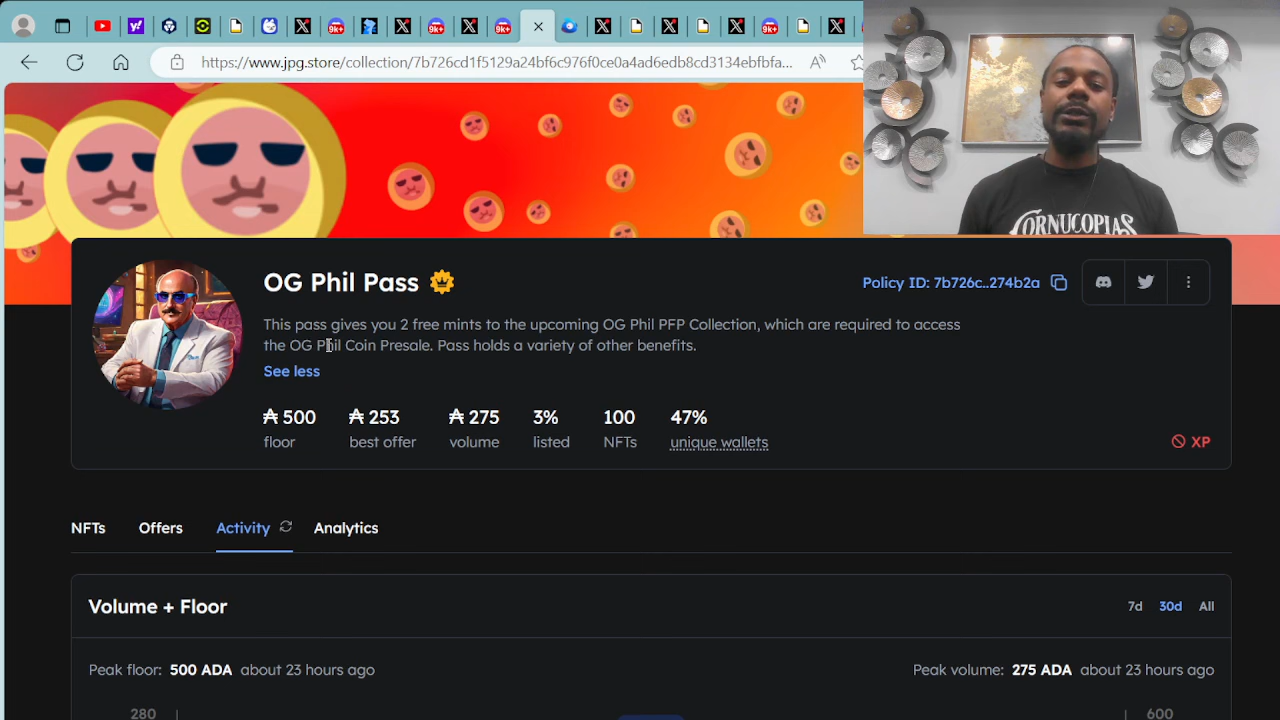 https://www.jpg.store/collection/7b726cd1f5129a24bf6c976f0ce0a4ad6edb8cd3134ebfbfa...
CORNUCOPIAS
OG Phil Pass
Policy ID: 7b726c..274b2a
This pass gives you 2 free mints to the upcoming OG Phil PFP Collection, which are required to access
the OG Phil Coin Presale. Pass holds a variety of other benefits.
See less
₳ 500 ₳ 253 ₳ 275 3% 100 47%
floor best offer volume listed NFTs unique wallets
XP
NFTs Offers Activity Analytics
Volume + Floor
7d 30d All
Peak floor: 500 ADA about 23 hours ago
Peak volume: 275 ADA about 23 hours ago
280 600